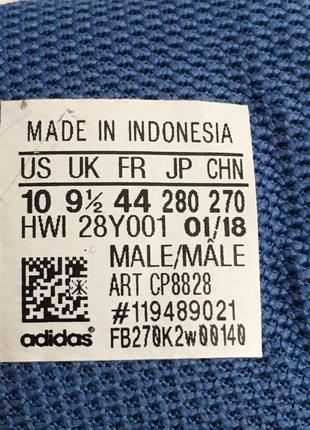 MADE IN INDONESIA
US UK FR JP CHN
10 9½ 44 280 270
HWI 28Y001 01/18
MALE/MÂLE
ART CP8828
#119489021
adidas® FB270K2w00140